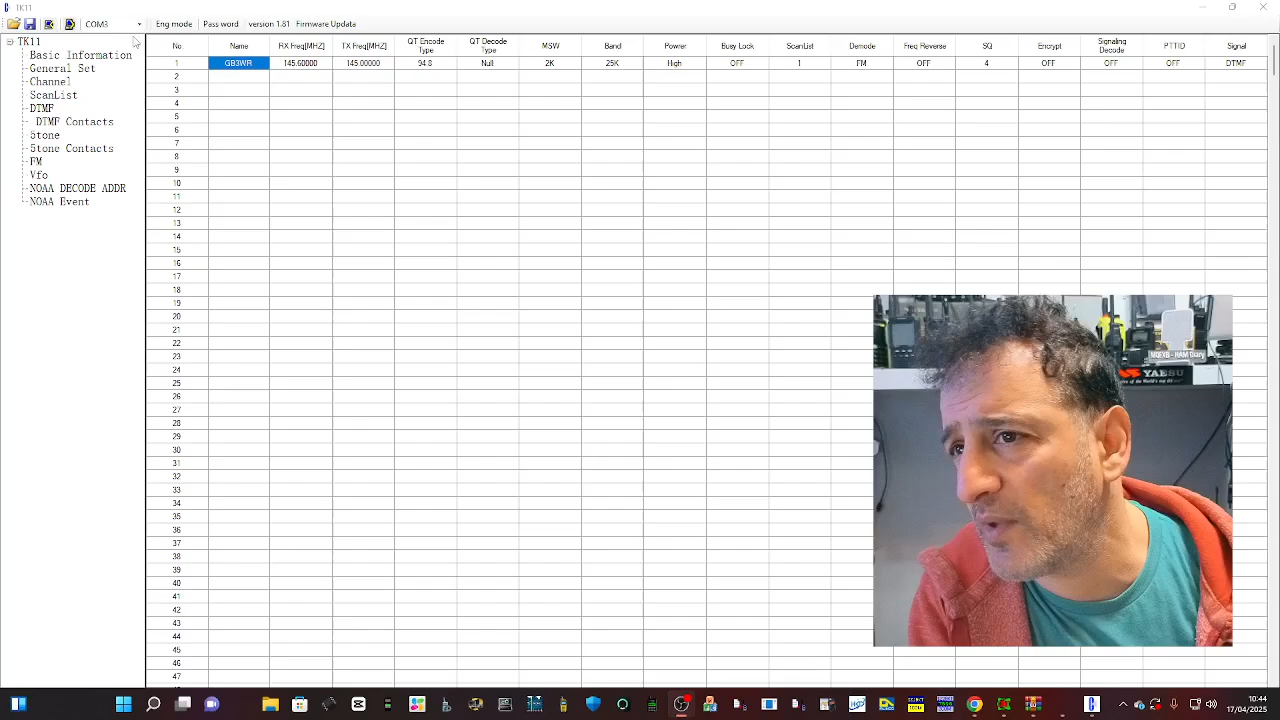 TK11
COM3 Eng mode Pass word version 1.81 Firmware Updata
TK11
Basic Information
General Set
Channel
ScanList
DTMF
DTMF Contacts
5tone
5tone Contacts
FM
Vfo
NOAA DECODE ADDR
NOAA Event
No. Name RX Freq[MHZ] TX Freq[MHZ] QT Encode Type QT Decode Type MSW Band Power Busy Lock ScanList Demode Freq Reverse SQ Encrypt Signaling Decode PTTID Signal
1 GB3WR 145.60000 145.00000 94.8 Null 2K 25K High OFF 1 FM OFF 4 OFF OFF OFF DTMF
2
3
4
5
6
7
8
9
10
11
12
13
14
15
16
17
18
19
20
21
22
23
24
25
26
27
28
29
30
31
32
33
34
35
36
37
38
39
40
41
42
43
44
45
46
47
M0FXB - HAM Diary
YAESU
10:44
17/04/2025